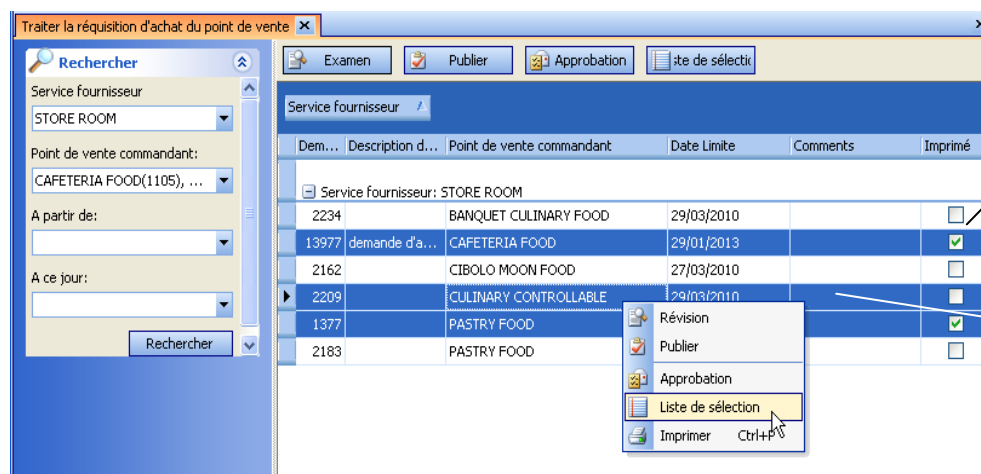 Traiter la réquisition d'achat du point de vente
Rechercher
Service fournisseur
STORE ROOM
Point de vente commandant:
CAFETERIA FOOD(1105), ...
A partir de:
A ce jour:
Rechercher
Examen Publier Approbation ste de sélectic
Service fournisseur
Dem... Description d... Point de vente commandant Date Limite Comments Imprimé
Service fournisseur: STORE ROOM
2234 BANQUET CULINARY FOOD 29/03/2010
13977 demande d'a... CAFETERIA FOOD 29/01/2013
2162 CIBOLO MOON FOOD 27/03/2010
2209 CULINARY CONTROLLABLE 29/03/2010
1377 PASTRY FOOD
2183 PASTRY FOOD
Révision
Publier
Approbation
Liste de sélection
Imprimer Ctrl+P